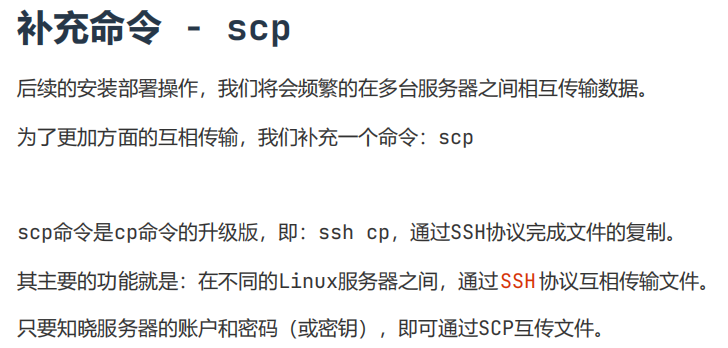 补充命令 - scp
后续的安装部署操作，我们将会频繁的在多台服务器之间相互传输数据。
为了更加方面的互相传输，我们补充一个命令：scp
scp命令是cp命令的升级版，即：ssh cp，通过SSH协议完成文件的复制。
其主要的功能就是：在不同的Linux服务器之间，通过SSH协议互相传输文件。
只要知晓服务器的账户和密码（或密钥），即可通过SCP互传文件。